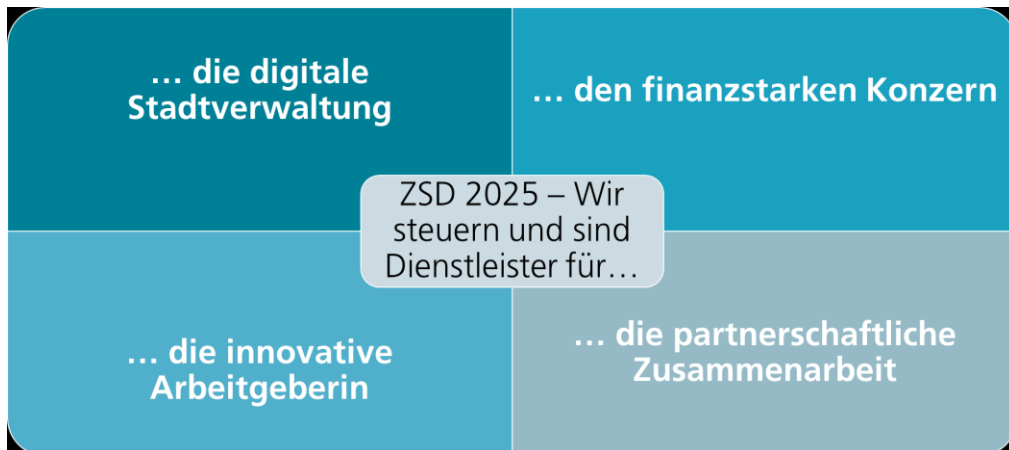 … die digitale
Stadtverwaltung
… den finanzstarken Konzern
ZSD 2025 – Wir
steuern und sind
Dienstleister für…
… die innovative
Arbeitgeberin
… die partnerschaftliche
Zusammenarbeit